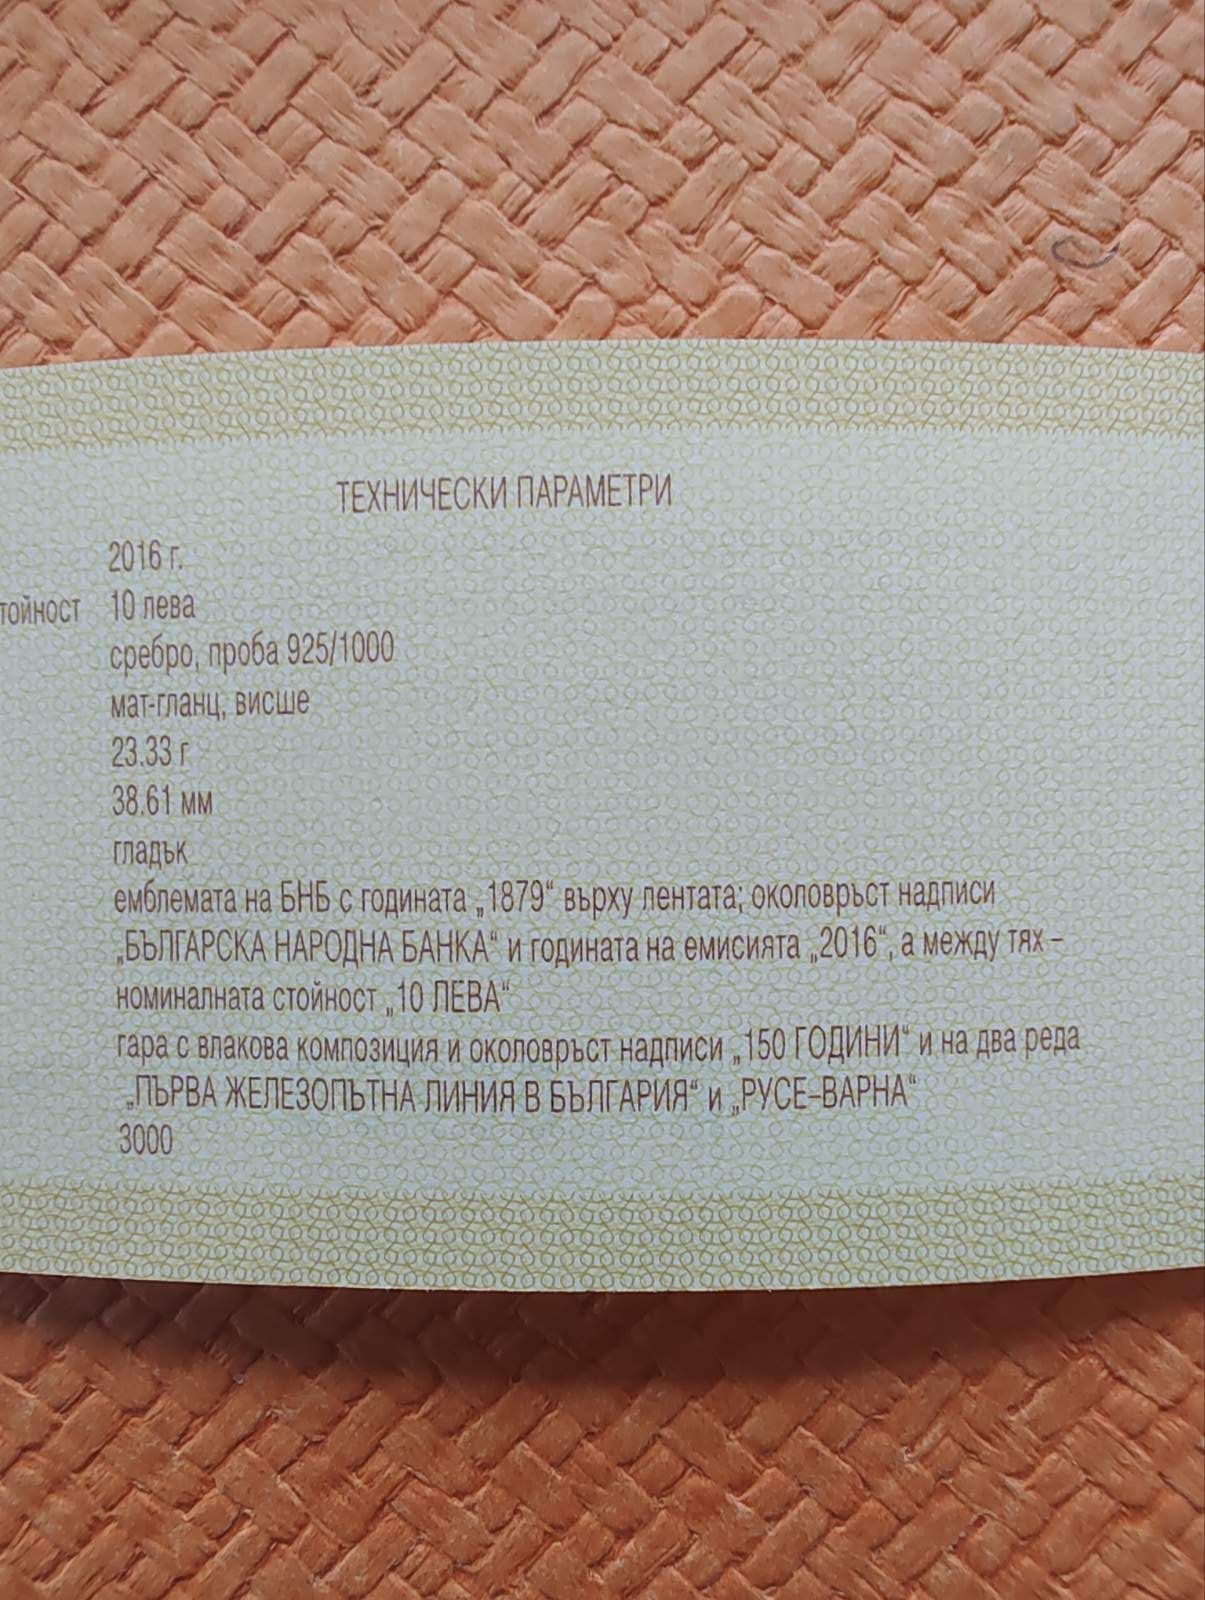 ТЕХНИЧЕСКИ ПАРАМЕТРИ
2016 г.
тойност 10 лева
сребро, проба 925/1000
мат-гланц, висше
23.33 г
38.61 мм
гладък
емблемата на БНБ с годината „1879“ върху лентата; околовръст надписи
„БЪЛГАРСКА НАРОДНА БАНКА“ и годината на емисията „2016“, а между тях –
номиналната стойност „10 ЛЕВА“
гара с влакова композиция и околовръст надписи „150 ГОДИНИ“ и на два реда
„ПЪРВА ЖЕЛЕЗОПЪТНА ЛИНИЯ В БЪЛГАРИЯ“ и „РУСЕ–ВАРНА“
3000